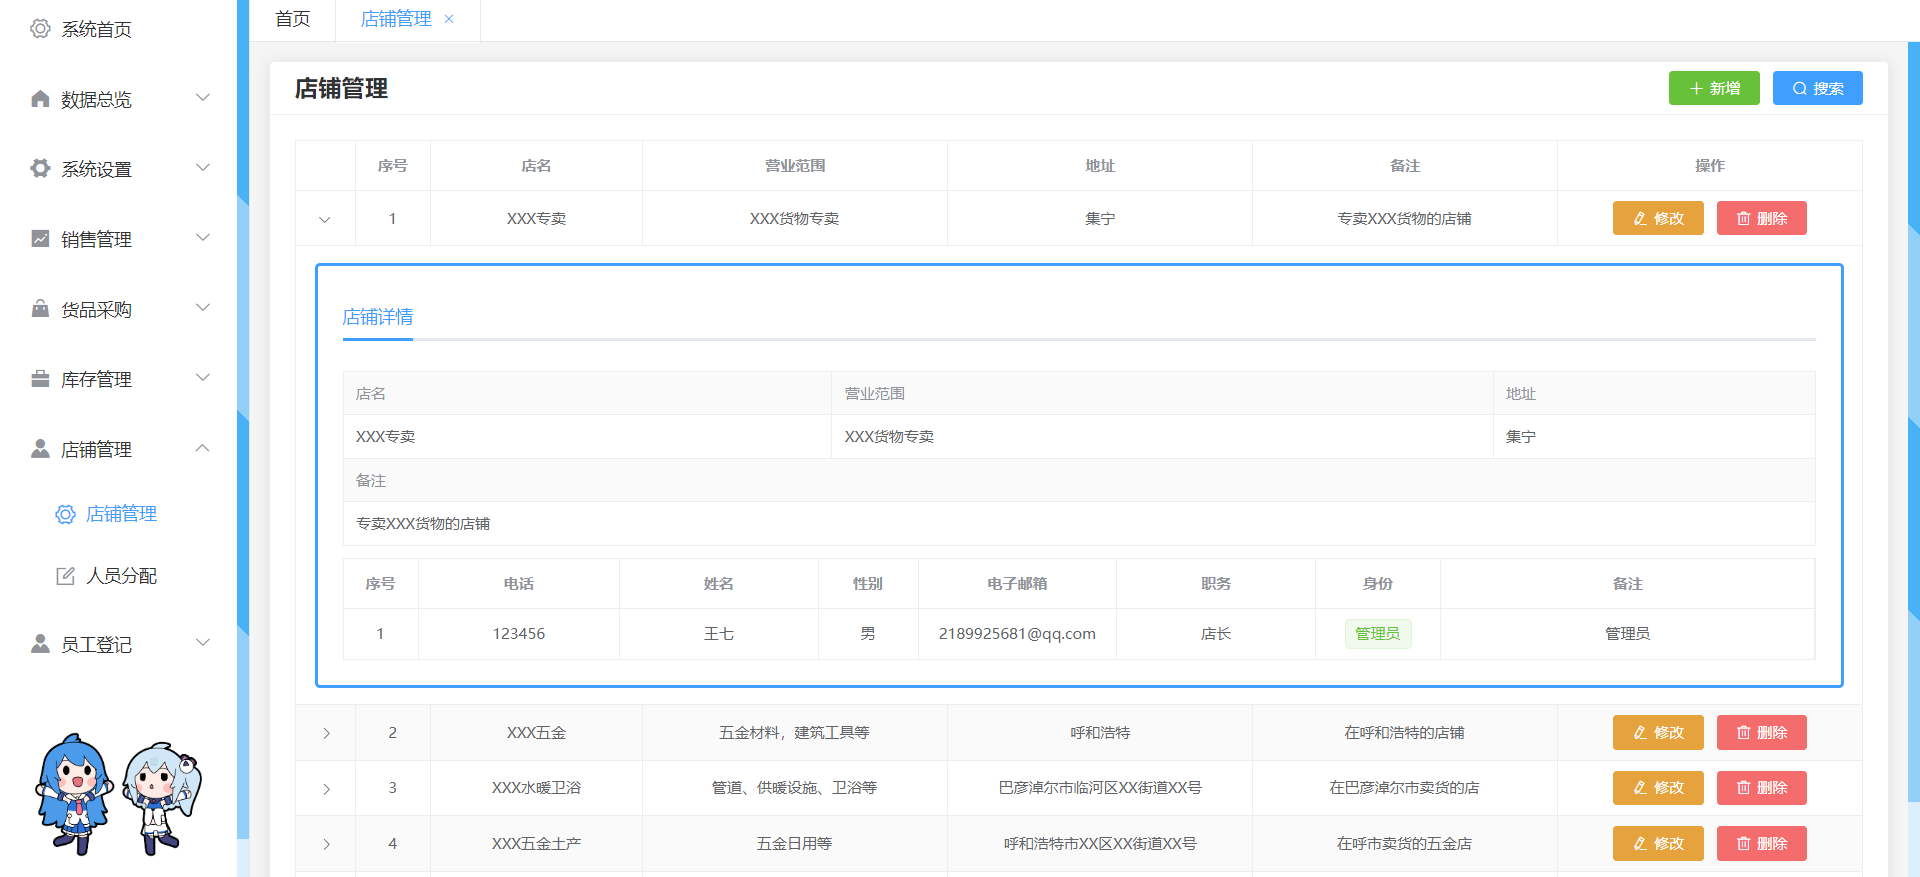 系统首页
数据总览
系统设置
销售管理
货品采购
库存管理
店铺管理
店铺管理
人员分配
员工登记
首页 店铺管理
店铺管理 新增 搜索
序号 店名 营业范围 地址 备注 操作
1 XXX专卖 XXX货物专卖 集宁 专卖XXX货物的店铺 修改 删除
店铺详情
店名 营业范围 地址
XXX专卖 XXX货物专卖 集宁
备注
专卖XXX货物的店铺
序号 电话 姓名 性别 电子邮箱 职务 身份 备注
1 123456 王七 男 2189925681@qq.com 店长 管理员 管理员
2 XXX五金 五金材料，建筑工具等 呼和浩特 在呼和浩特的店铺 修改 删除
3 XXX水暖卫浴 管道、供暖设施、卫浴等 巴彦淖尔市临河区XX街道XX号 在巴彦淖尔市卖货的店 修改 删除
4 XXX五金土产 五金日用等 呼和浩特市XX区XX街道XX号 在呼市卖货的五金店 修改 删除